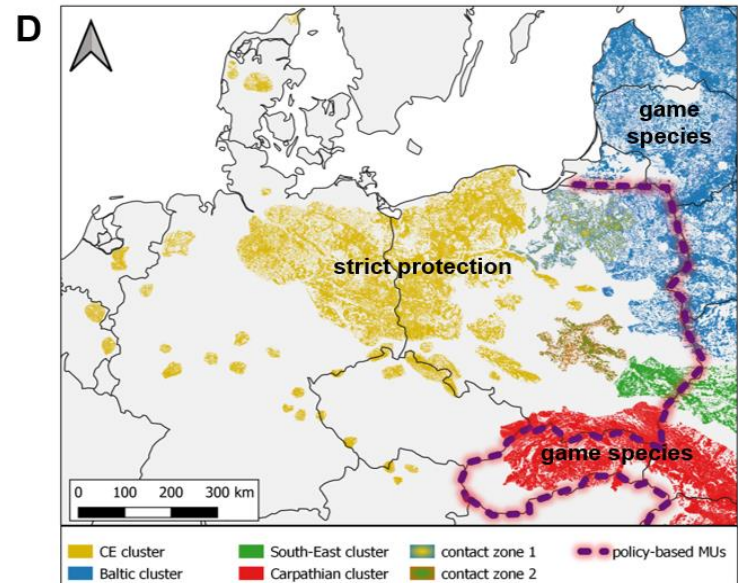 D
game
species
strict protection
game species
0 100 200 300 km
CE cluster
South-East cluster
contact zone 1
policy-based MUs
Baltic cluster
Carpathian cluster
contact zone 2